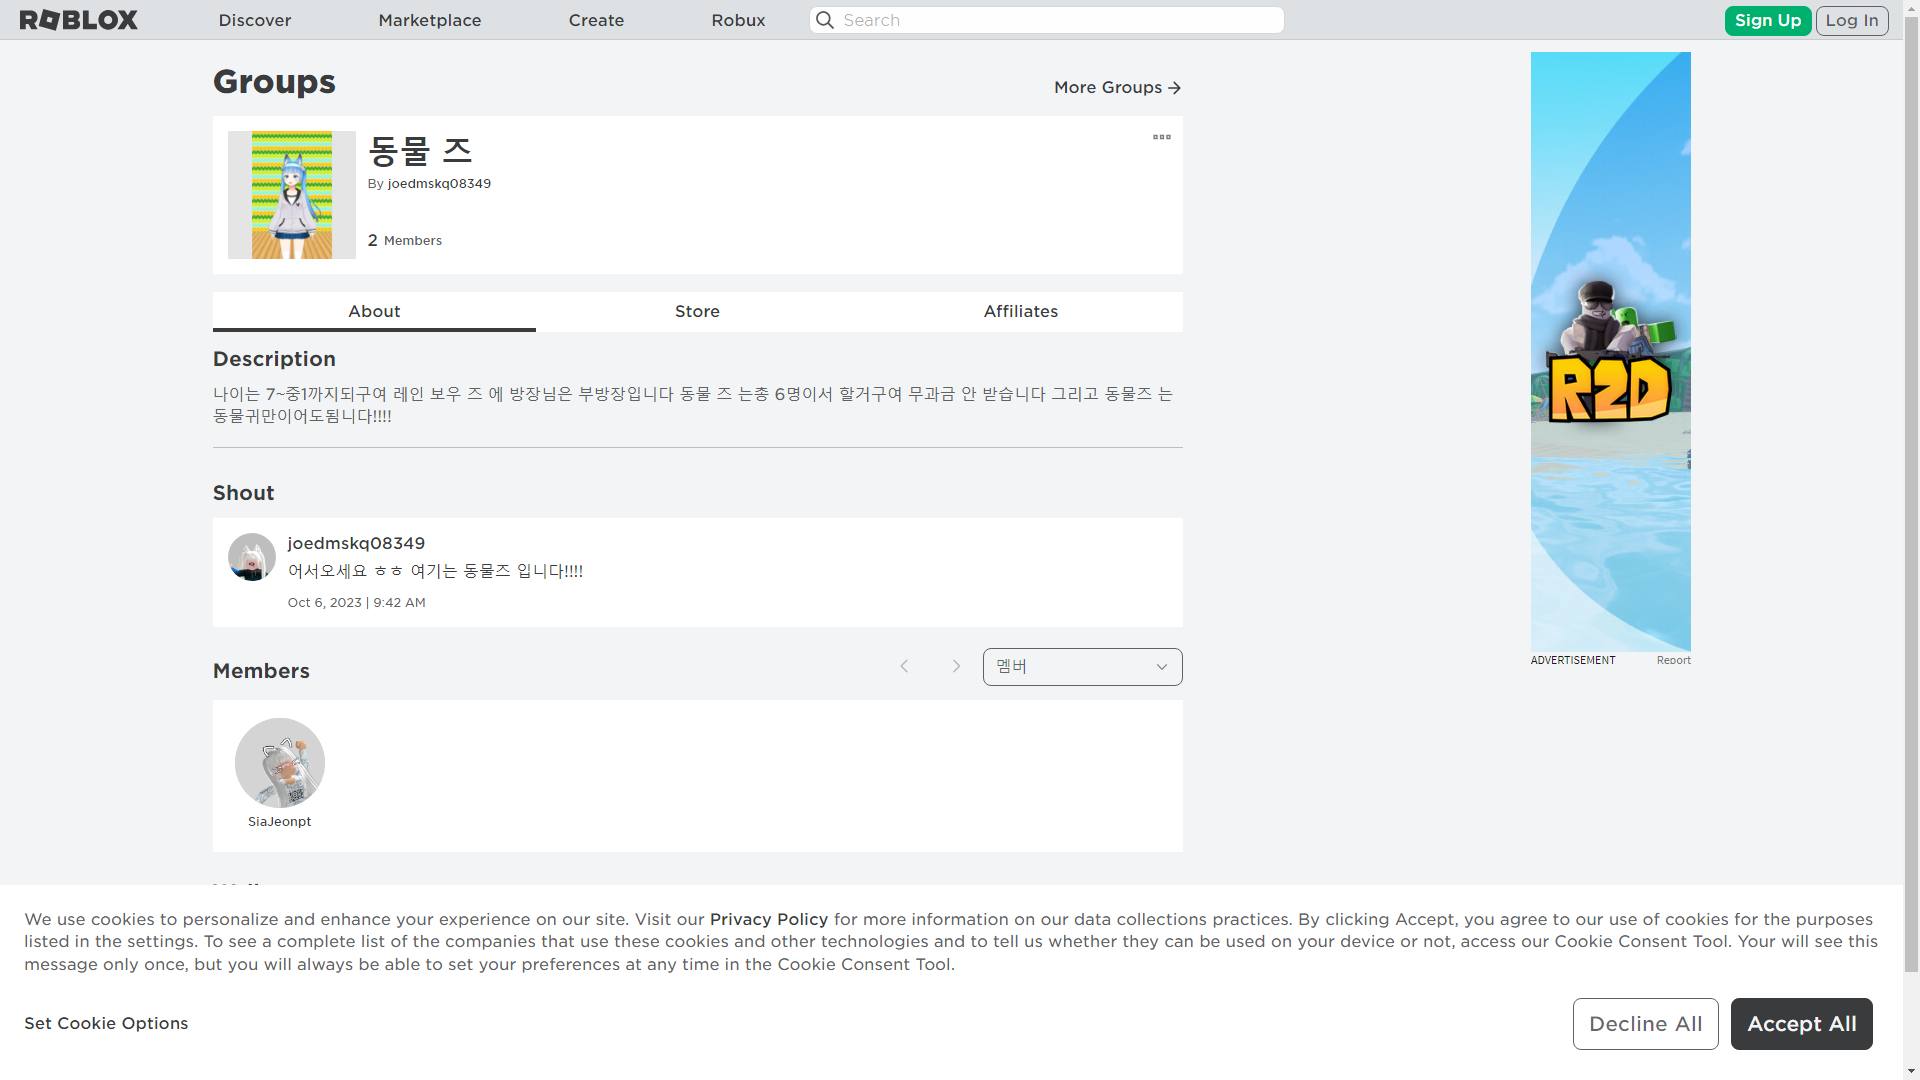 ROBLOX
Discover
Marketplace
Create
Robux
Search
Sign Up
Log In
Groups
More Groups
동물 즈
By joedmskq08349
2 Members
About
Store
Affiliates
Description
나이는 7~중1까지되구여 레인 보우 즈 에 방장님은 부방장입니다 동물 즈 는총 6명이서 할거구여 무과금 안 받습니다 그리고 동물즈 는
동물귀만이어도됨니다!!!!
Shout
joedmskq08349
어서오세요 ㅎㅎ 여기는 동물즈 입니다!!!!
Oct 6, 2023 | 9:42 AM
Members
멤버
SiaJeonpt
R2D
ADVERTISEMENT
Report
We use cookies to personalize and enhance your experience on our site. Visit our Privacy Policy for more information on our data collections practices. By clicking Accept, you agree to our use of cookies for the purposes
listed in the settings. To see a complete list of the companies that use these cookies and other technologies and to tell us whether they can be used on your device or not, access our Cookie Consent Tool. Your will see this
message only once, but you will always be able to set your preferences at any time in the Cookie Consent Tool.
Set Cookie Options
Decline All
Accept All